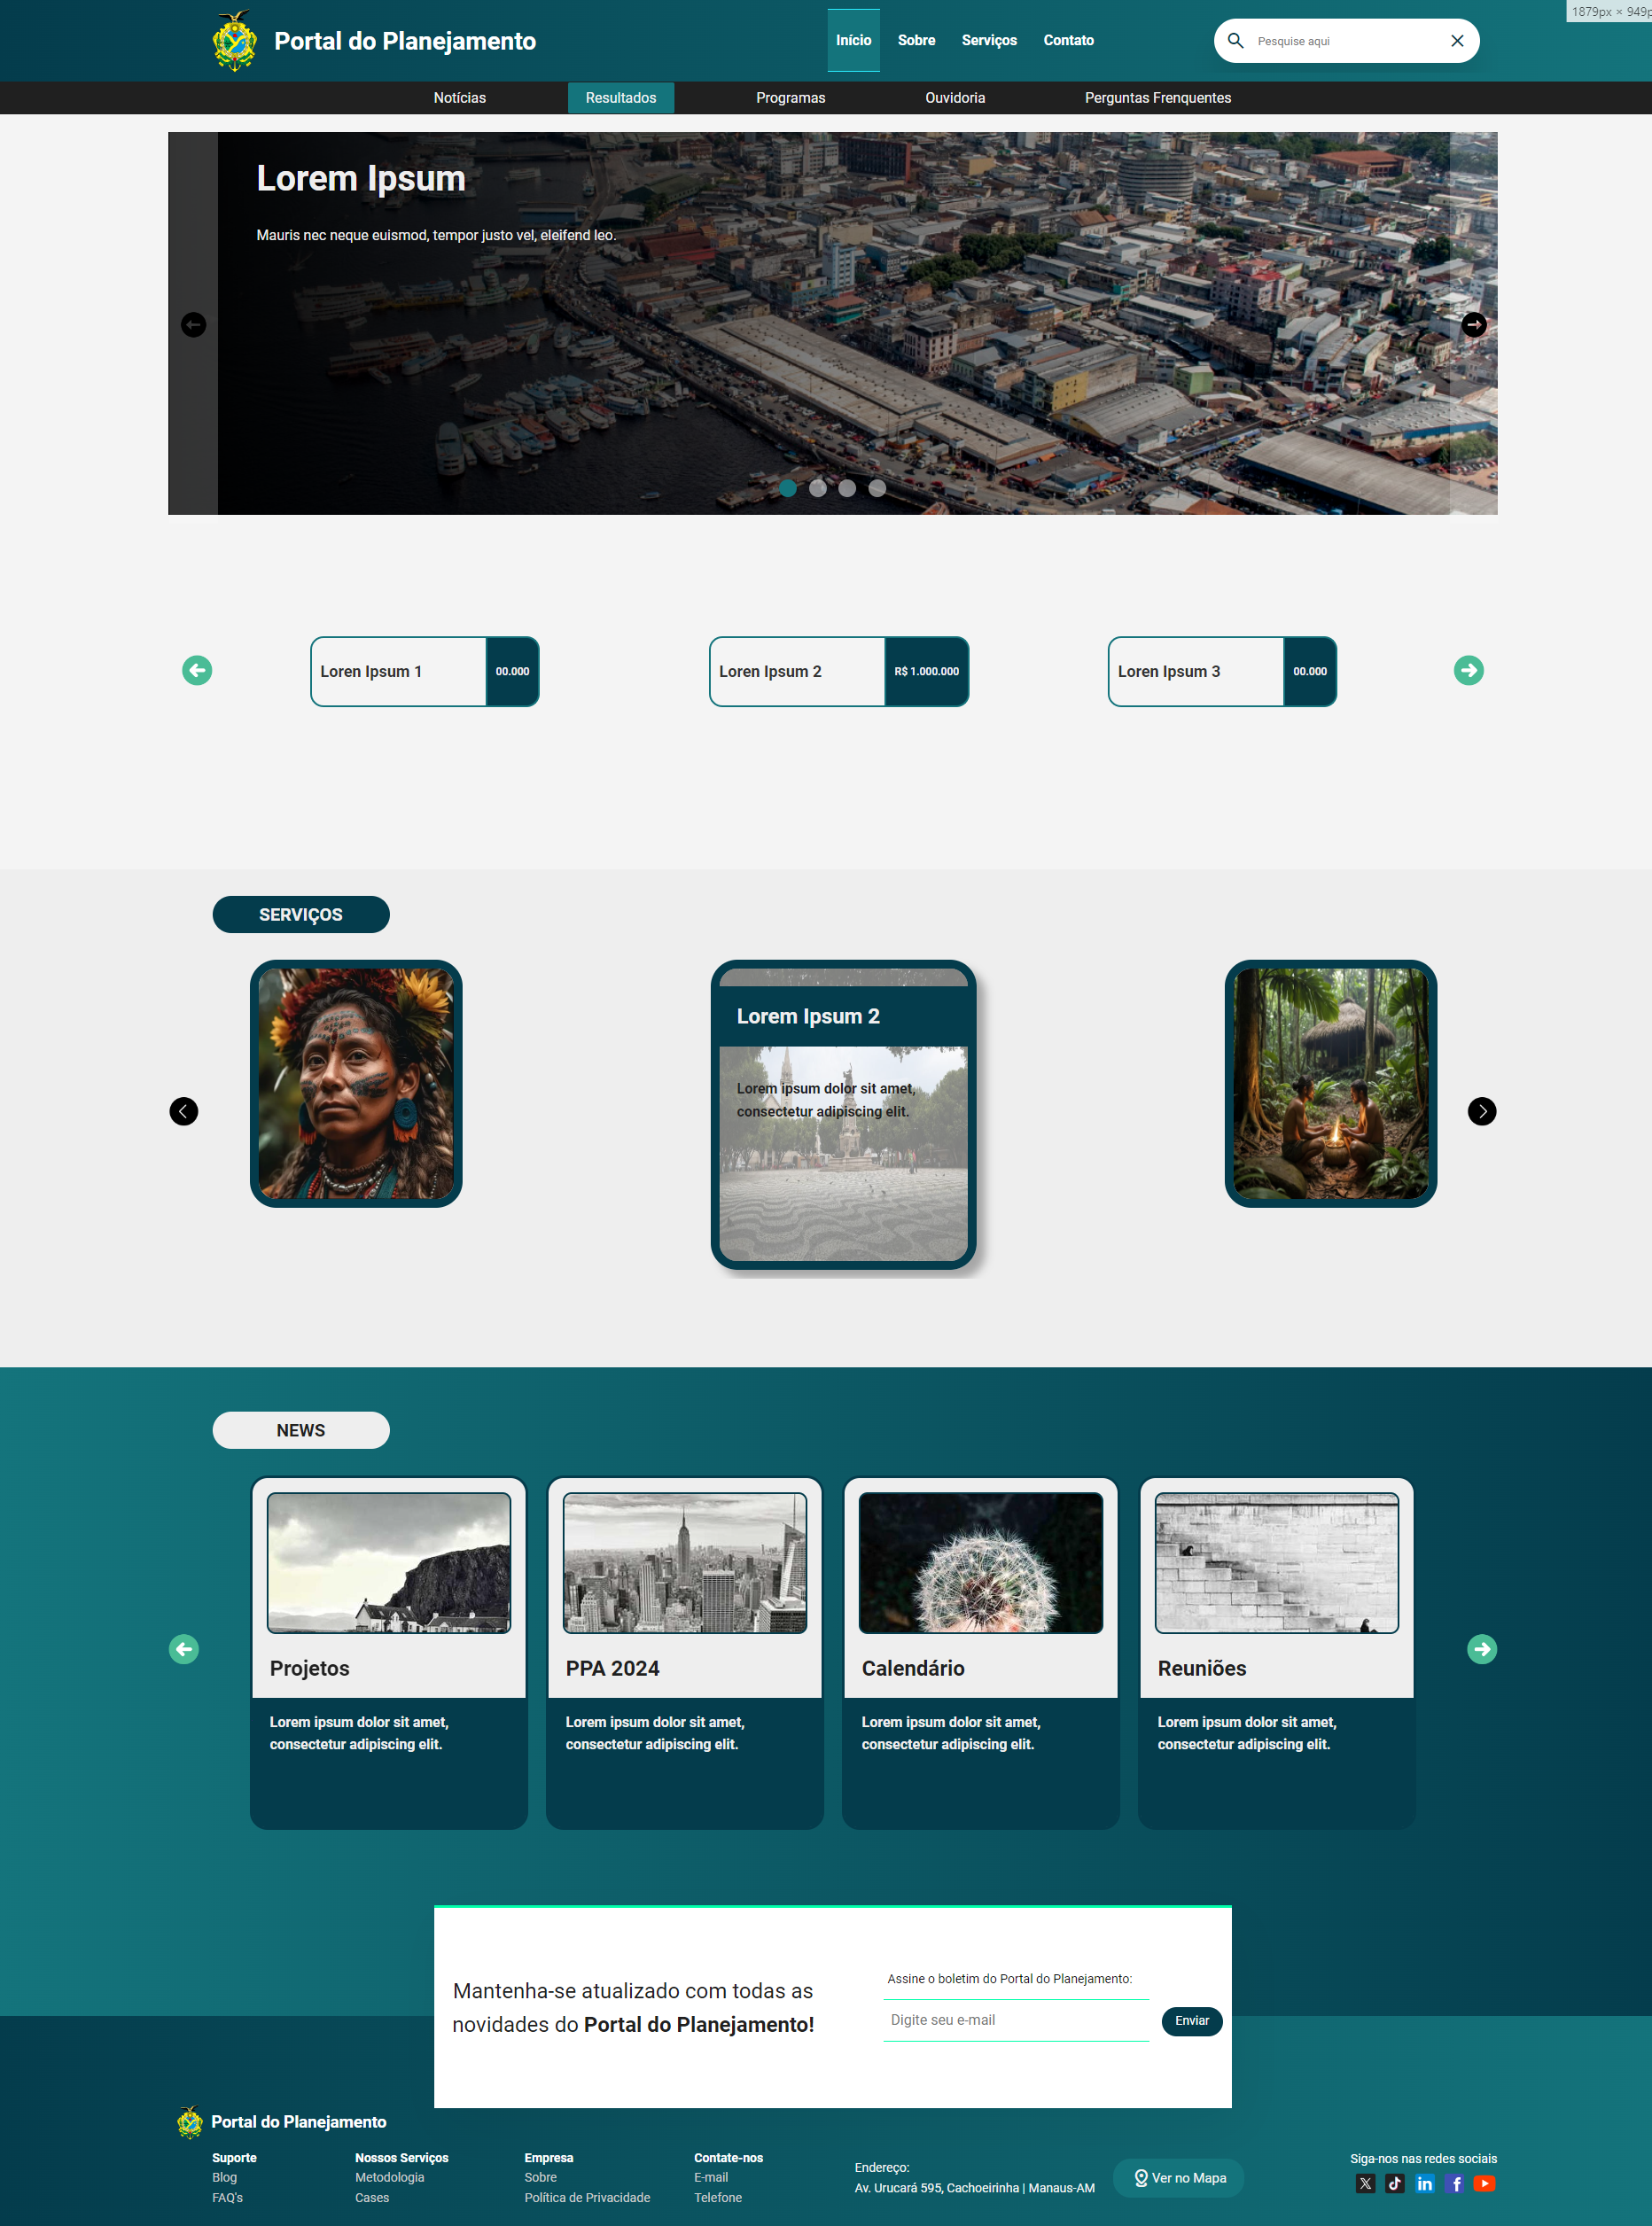 1879px × 949p
Portal do Planejamento
Início
Sobre
Serviços
Contato
Pesquise aqui
Notícias
Resultados
Programas
Ouvidoria
Perguntas Frenquentes
Lorem Ipsum
Mauris nec neque euismod, tempor justo vel, eleifend leo.
Loren Ipsum 1
00.000
Loren Ipsum 2
R$ 1.000.000
Loren Ipsum 3
00.000
SERVIÇOS
Lorem Ipsum 2
Lorem ipsum dolor sit amet,
consectetur adipiscing elit.
NEWS
Projetos
Lorem ipsum dolor sit amet,
consectetur adipiscing elit.
PPA 2024
Lorem ipsum dolor sit amet,
consectetur adipiscing elit.
Calendário
Lorem ipsum dolor sit amet,
consectetur adipiscing elit.
Reuniões
Lorem ipsum dolor sit amet,
consectetur adipiscing elit.
Mantenha-se atualizado com todas as
novidades do Portal do Planejamento!
Assine o boletim do Portal do Planejamento:
Digite seu e-mail
Enviar
Portal do Planejamento
Suporte
Blog
FAQ's
Nossos Serviços
Metodologia
Cases
Empresa
Sobre
Política de Privacidade
Contate-nos
E-mail
Telefone
Endereço:
Av. Urucará 595, Cachoeirinha | Manaus-AM
Ver no Mapa
Siga-nos nas redes sociais